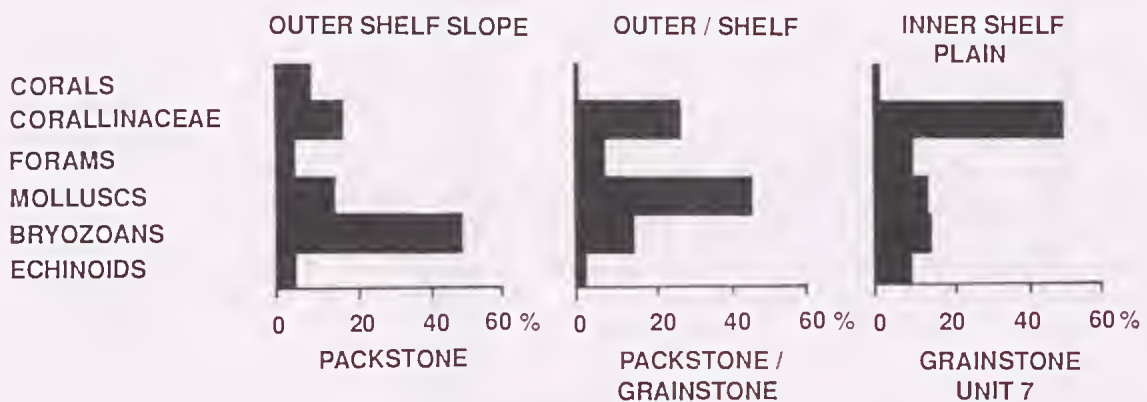 OUTER SHELF SLOPE
OUTER / SHELF
INNER SHELF
PLAIN
CORALS
CORALLINACEAE
FORAMS
MOLLUSCS
BRYOZOANS
ECHINOIDS
0 20 40 60 %
0 20 40 60 %
0 20 40 60 %
PACKSTONE
PACKSTONE /
GRAINSTONE
GRAINSTONE
UNIT 7